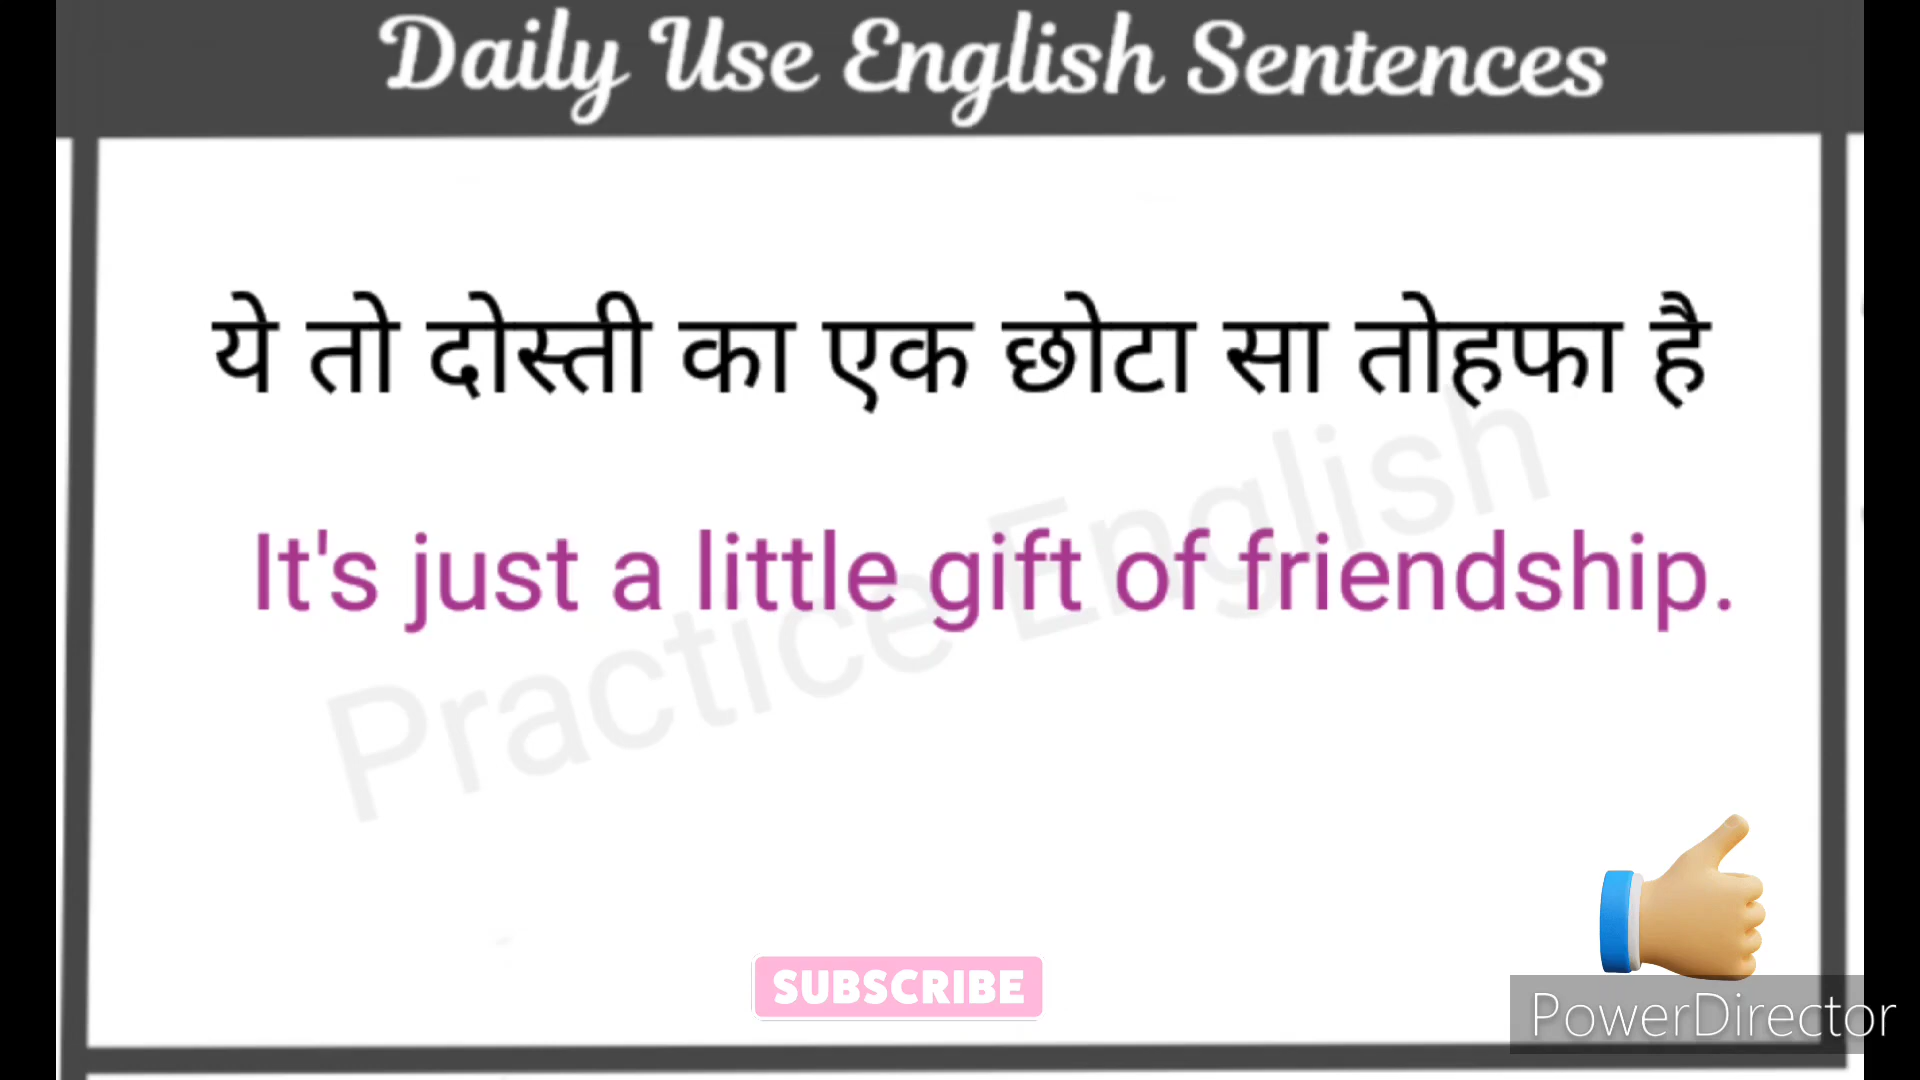 Daily Use English Sentences
ये तो दोस्ती का एक छोटा सा तोहफा है
It's just a little gift of friendship.
Practice English
SUBSCRIBE
PowerDirector